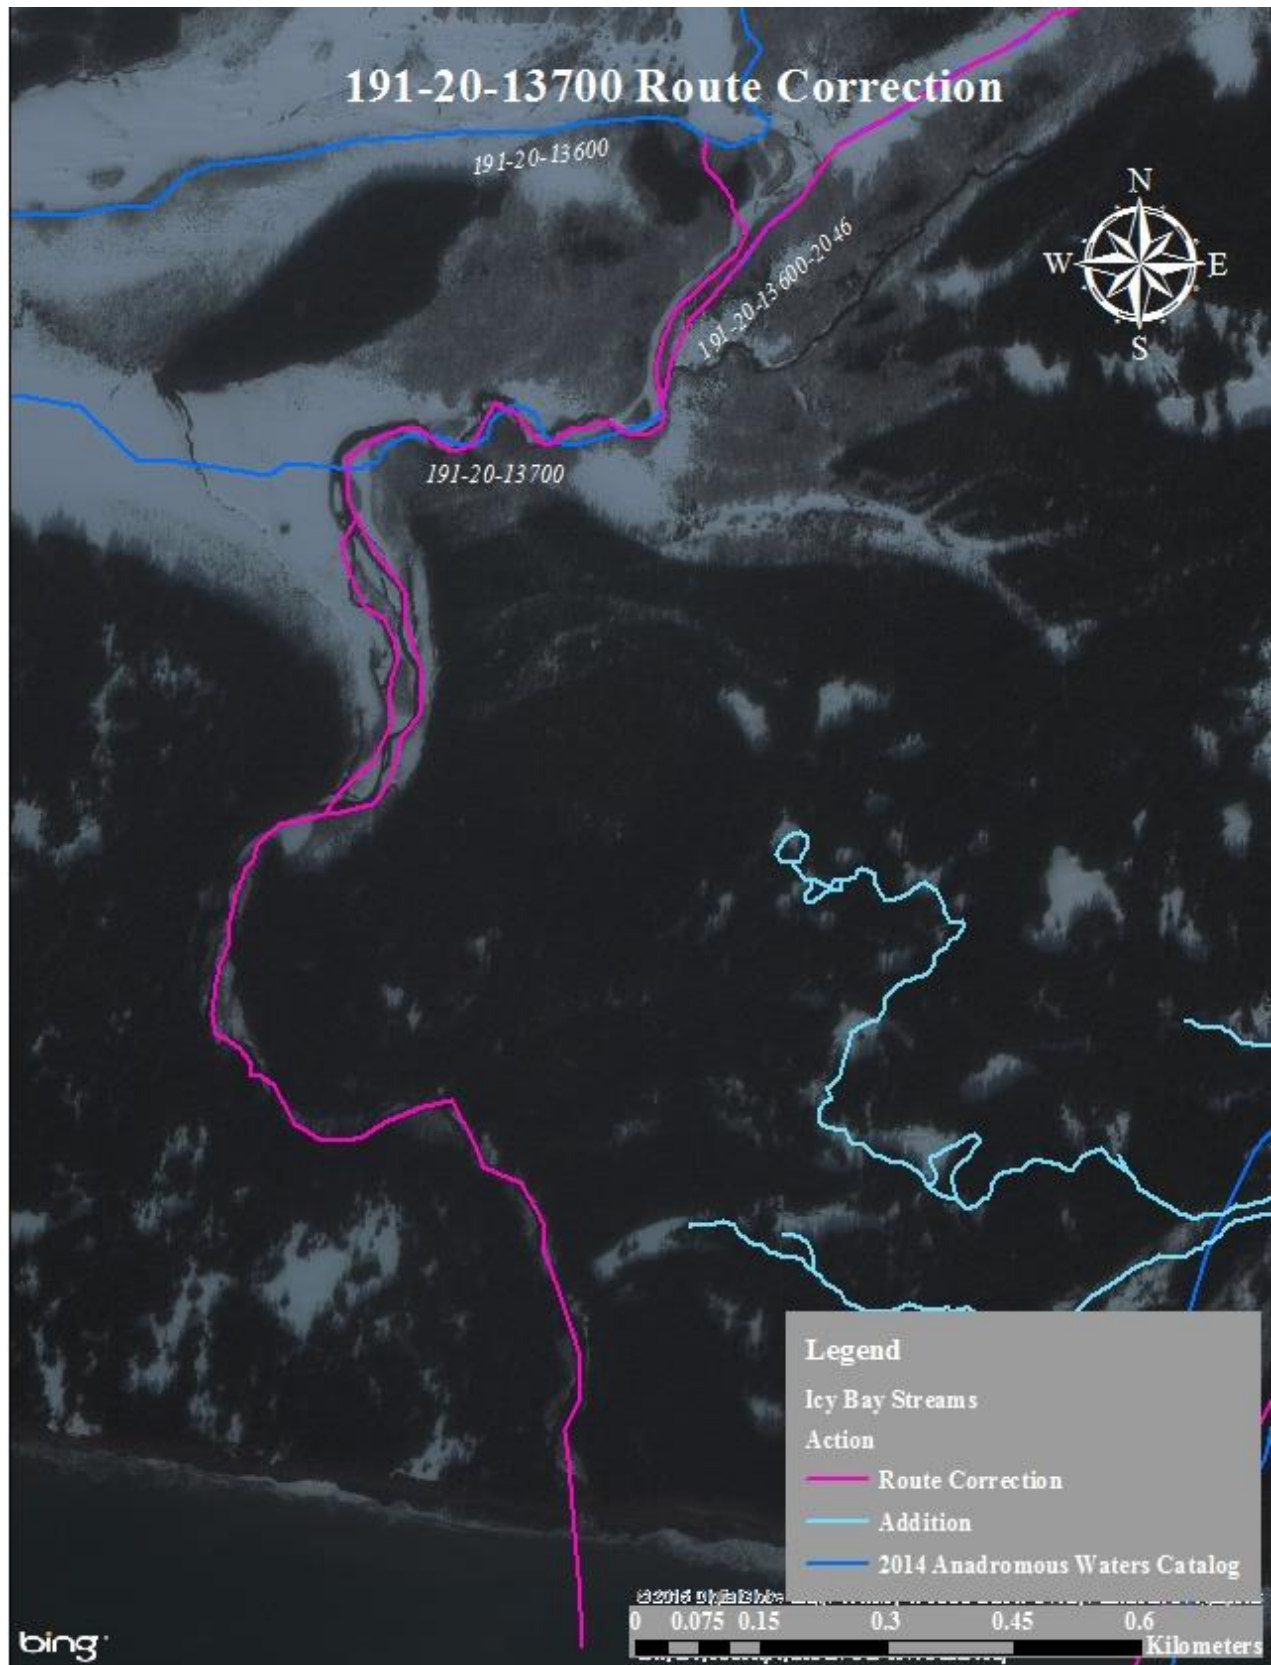 191-20-13700 Route Correction
191-20-13600
N
W E
S
191-20-13600-2046
191-20-13700
Legend
Icy Bay Streams
Action
Route Correction
Addition
2014 Anadromous Waters Catalog
0 0.075 0.15 0.3 0.45 0.6
Kilometers
bing